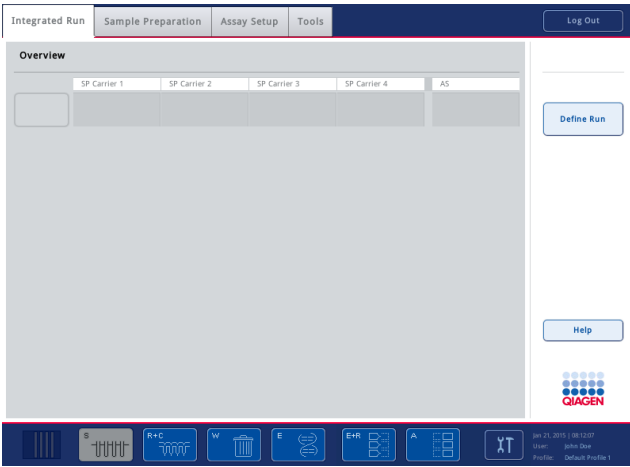 Integrated Run Sample Preparation Assay Setup Tools Log Out
Overview
SP Carrier 1 SP Carrier 2 SP Carrier 3 SP Carrier 4 AS
Define Run
Help
QIAGEN
S R+C W E E+R A
Jan 21, 2015 | 08:12:07
User: John Doe
Profile: Default Profile 1